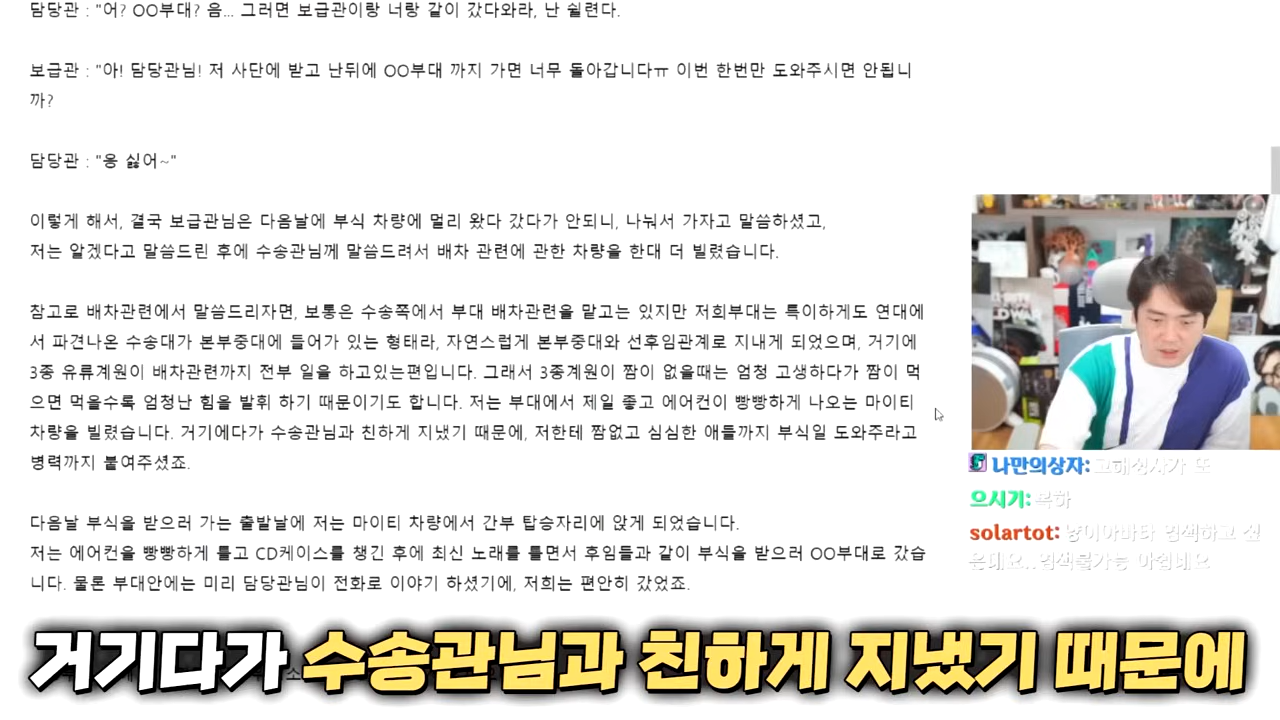 담당관 : "어? OO부대? 음... 그러면 보급관이랑 너랑 같이 갔다와라, 난 쉴련다.
보급관 : "아! 담당관님! 저 사단에 받고 난뒤에 OO부대 까지 가면 너무 돌아갑니다ㅠ 이번 한번만 도와주시면 안됩니
까?
담당관 : "응 싫어~"
이렇게 해서, 결국 보급관님은 다음날에 부식 차량에 멀리 왔다 갔다가 안되니, 나눠서 가자고 말씀하셨고,
저는 알겠다고 말씀드린 후에 수송관님께 말씀드려서 배차 관련에 관한 차량을 한대 더 빌렸습니다.
참고로 배차관련에서 말씀드리자면, 보통은 수송쪽에서 부대 배차관련을 맡고는 있지만 저희부대는 특이하게도 연대에
서 파견나온 수송대가 본부중대에 들어가 있는 형태라, 자연스럽게 본부중대와 선후임관계로 지내게 되었으며, 거기에
3종 유류계원이 배차관련까지 전부 일을 하고있는편입니다. 그래서 3종계원이 짬이 없을때는 엄청 고생하다가 짬이 먹
으면 먹을수록 엄청난 힘을 발휘 하기 때문이기도 합니다. 저는 부대에서 제일 좋고 에어컨이 빵빵하게 나오는 마이티
차량을 빌렸습니다. 거기에다가 수송관님과 친하게 지냈기 때문에, 저한테 짬없고 심심한 애들까지 부식일 도와주라고
병력까지 붙여주셨죠.
다음날 부식을 받으러 가는 출발날에 저는 마이티 차량에서 간부 탑승자리에 앉게 되었습니다.
저는 에어컨을 빵빵하게 틀고 CD케이스를 챙긴 후에 최신 노래를 틀면서 후임들과 같이 부식을 받으러 OO부대로 갔습
니다. 물론 부대안에는 미리 담당관님이 전화로 이야기 하셨기에, 저희는 편안히 갔었죠.
나만의상자: 고해성사가 또
으시기: 복하
solartot: 냥이아바타 검색하고 싶
은데요..검색불가능 아쉽네요
거기다가 수송관님과 친하게 지냈기 때문에